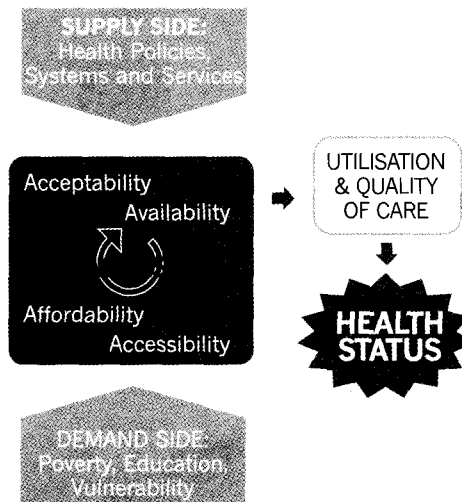 SUPPLY SIDE:
Health Policies,
Systems and Services
Acceptability
Availability
Affordability
Accessibility
UTILISATION
& QUALITY
OF CARE
HEALTH
STATUS
DEMAND SIDE:
Poverty, Education,
Vulnerability